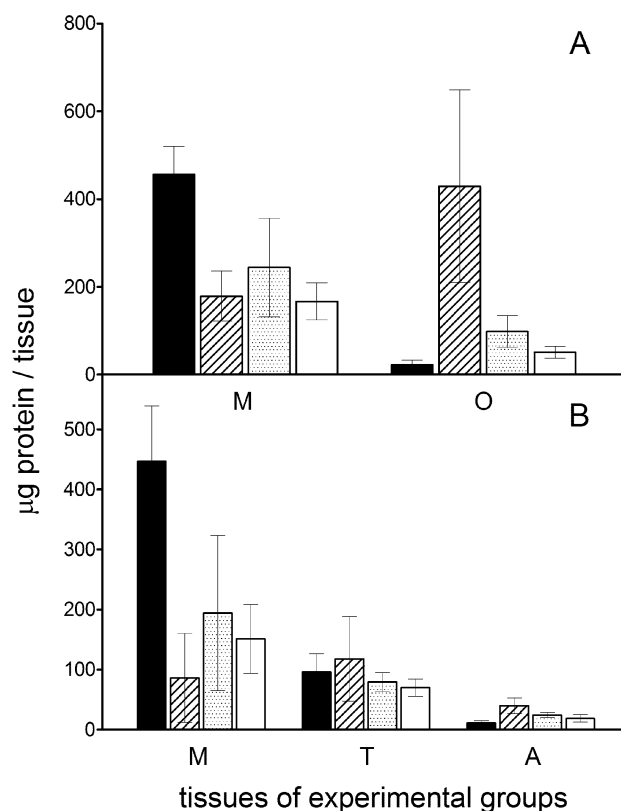 A
800
600
400
200
0
M O
B
500
400
300
200
100
0
M T A
μg protein / tissue
tissues of experimental groups